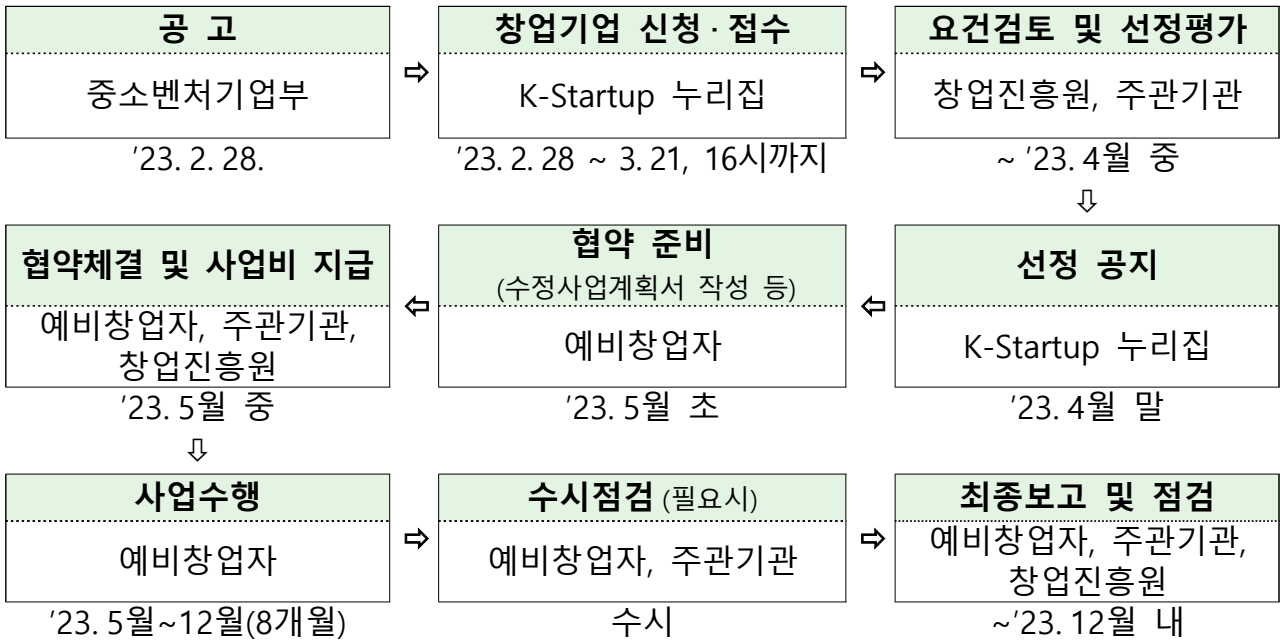 공 고
중소벤처기업부
’23. 2. 28.
⇨
창업기업 신청·접수
K-Startup 누리집
’23. 2. 28 ~ 3. 21, 16시까지
⇨
요건검토 및 선정평가
창업진흥원, 주관기관
~ ’23. 4월 중
⇩
선정 공지
K-Startup 누리집
’23. 4월 말
⇦
협약 준비
(수정사업계획서 작성 등)
예비창업자
’23. 5월 초
⇦
협약체결 및 사업비 지급
예비창업자, 주관기관,
창업진흥원
’23. 5월 중
⇩
사업수행
예비창업자
’23. 5월~12월(8개월)
⇨
수시점검 (필요시)
예비창업자, 주관기관
수시
⇨
최종보고 및 점검
예비창업자, 주관기관,
창업진흥원
~’23. 12월 내